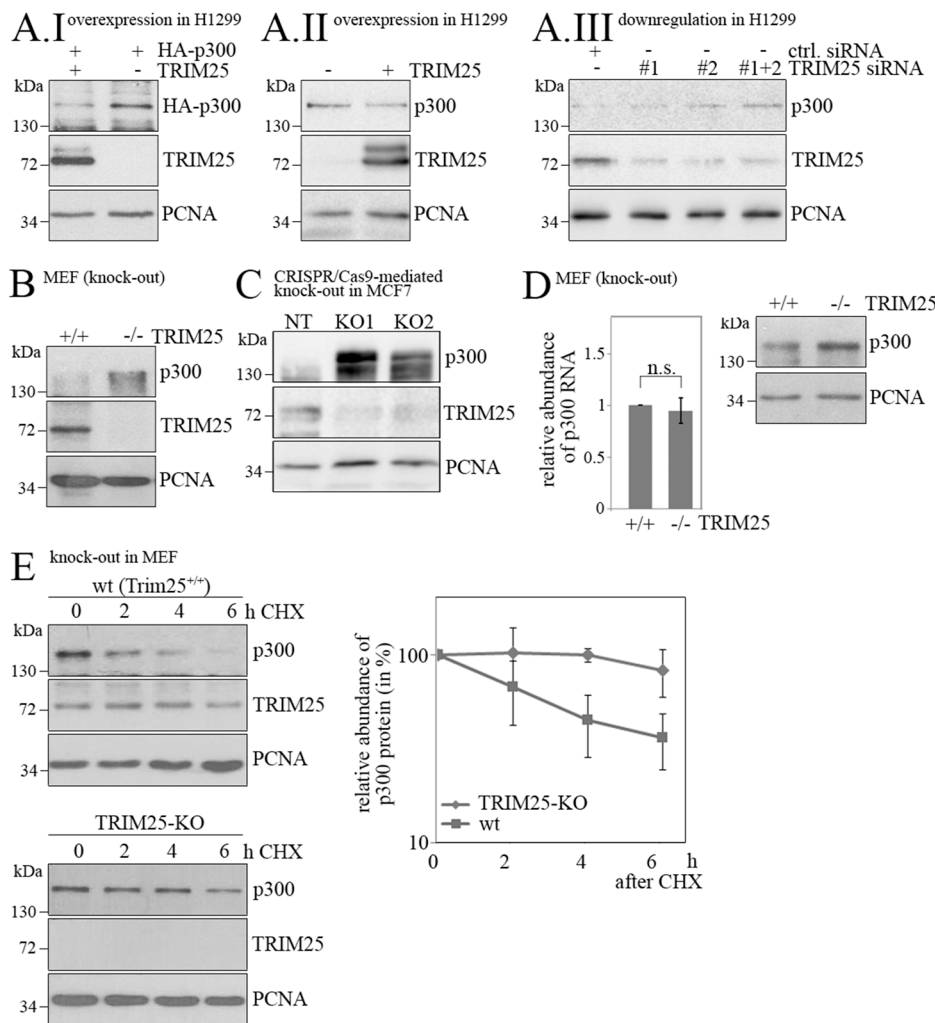 A.I overexpression in H1299
+ + HA-p300
+ - TRIM25
kDa
HA-p300
130
72 TRIM25
34 PCNA
A.II overexpression in H1299
- + TRIM25
kDa
p300
130
72 TRIM25
34 PCNA
A.III downregulation in H1299
+ - - - ctrl. siRNA
- #1 #2 #1+2 TRIM25 siRNA
kDa
p300
130
72 TRIM25
34 PCNA
B MEF (knock-out)
+/+ -/- TRIM25
kDa
p300
130
72 TRIM25
34 PCNA
C CRISPR/Cas9-mediated
knock-out in MCF7
NT KO1 KO2
kDa
p300
130
72 TRIM25
34 PCNA
D MEF (knock-out)
relative abundance
of p300 RNA
1.5
n.s.
1
0.5
0
+/+ -/- TRIM25
+/+ -/- TRIM25
kDa
p300
130
34 PCNA
E knock-out in MEF
wt (Trim25+/+)
0 2 4 6 h CHX
kDa
p300
130
72 TRIM25
34 PCNA
TRIM25-KO
0 2 4 6 h CHX
kDa
p300
130
72 TRIM25
34 PCNA
relative abundance of
p300 protein (in %)
100
TRIM25-KO
wt
10
0 2 4 6 h
after CHX